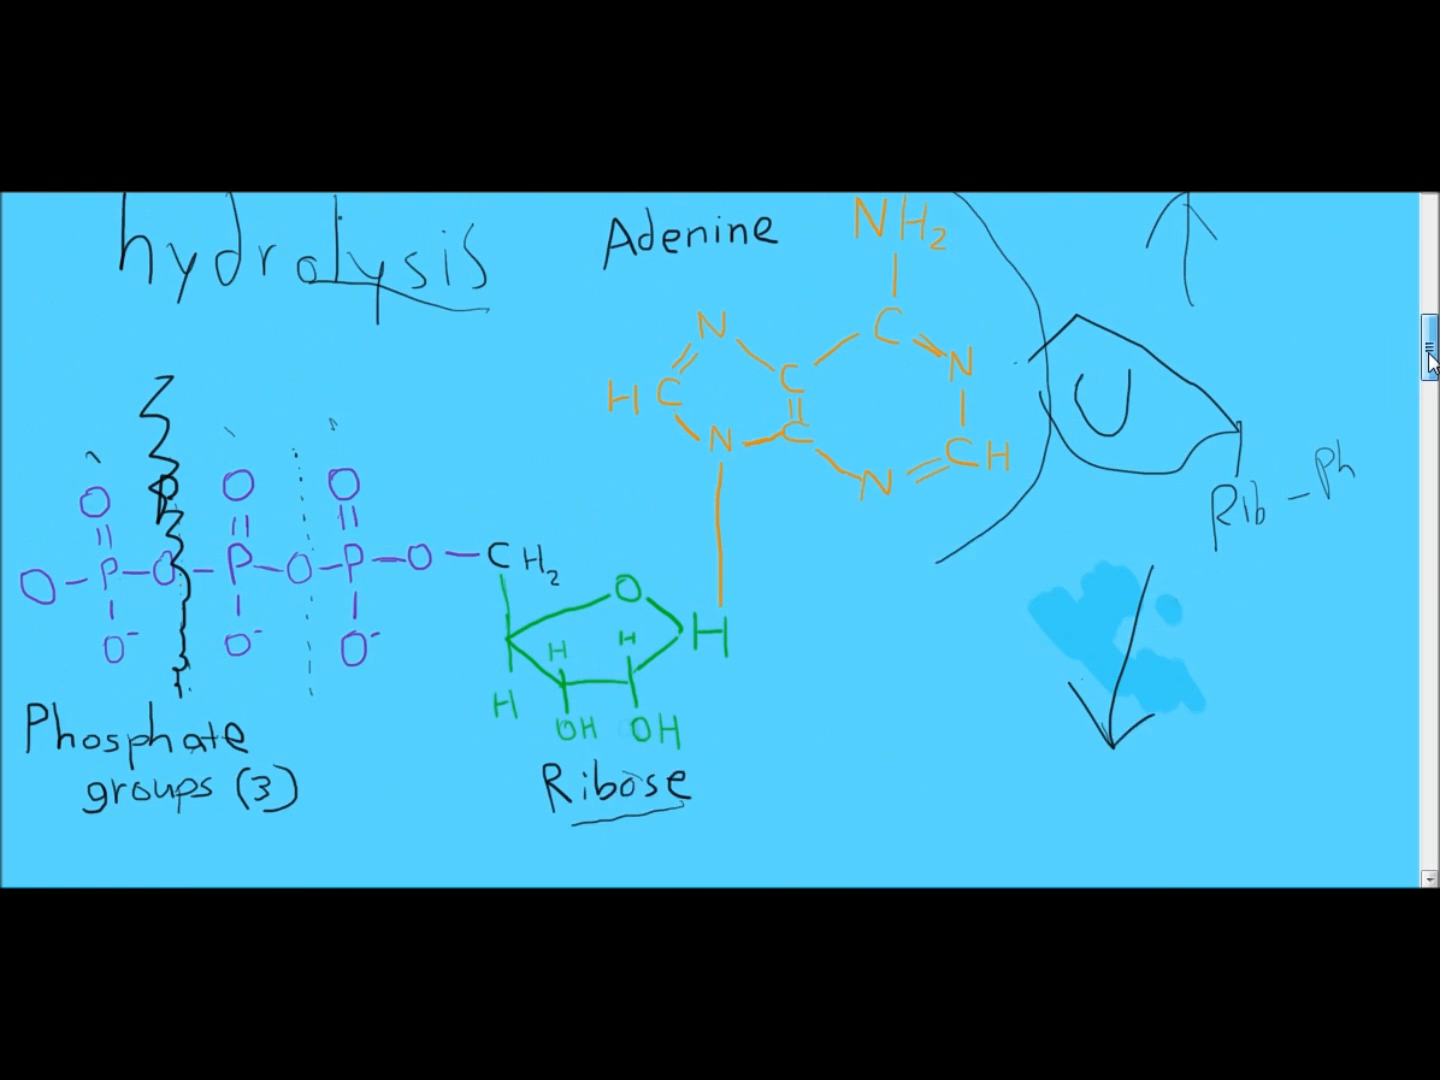 hydrolysis
Adenine
NH₂
N
C
N
H C
C
N
C
CH
N
U
Rib - Ph
O O O
O - P - O - P - O - P - O - CH₂
O⁻ O⁻ O⁻
O
H H H
H
OH OH
Phosphate
groups (3)
Ribose